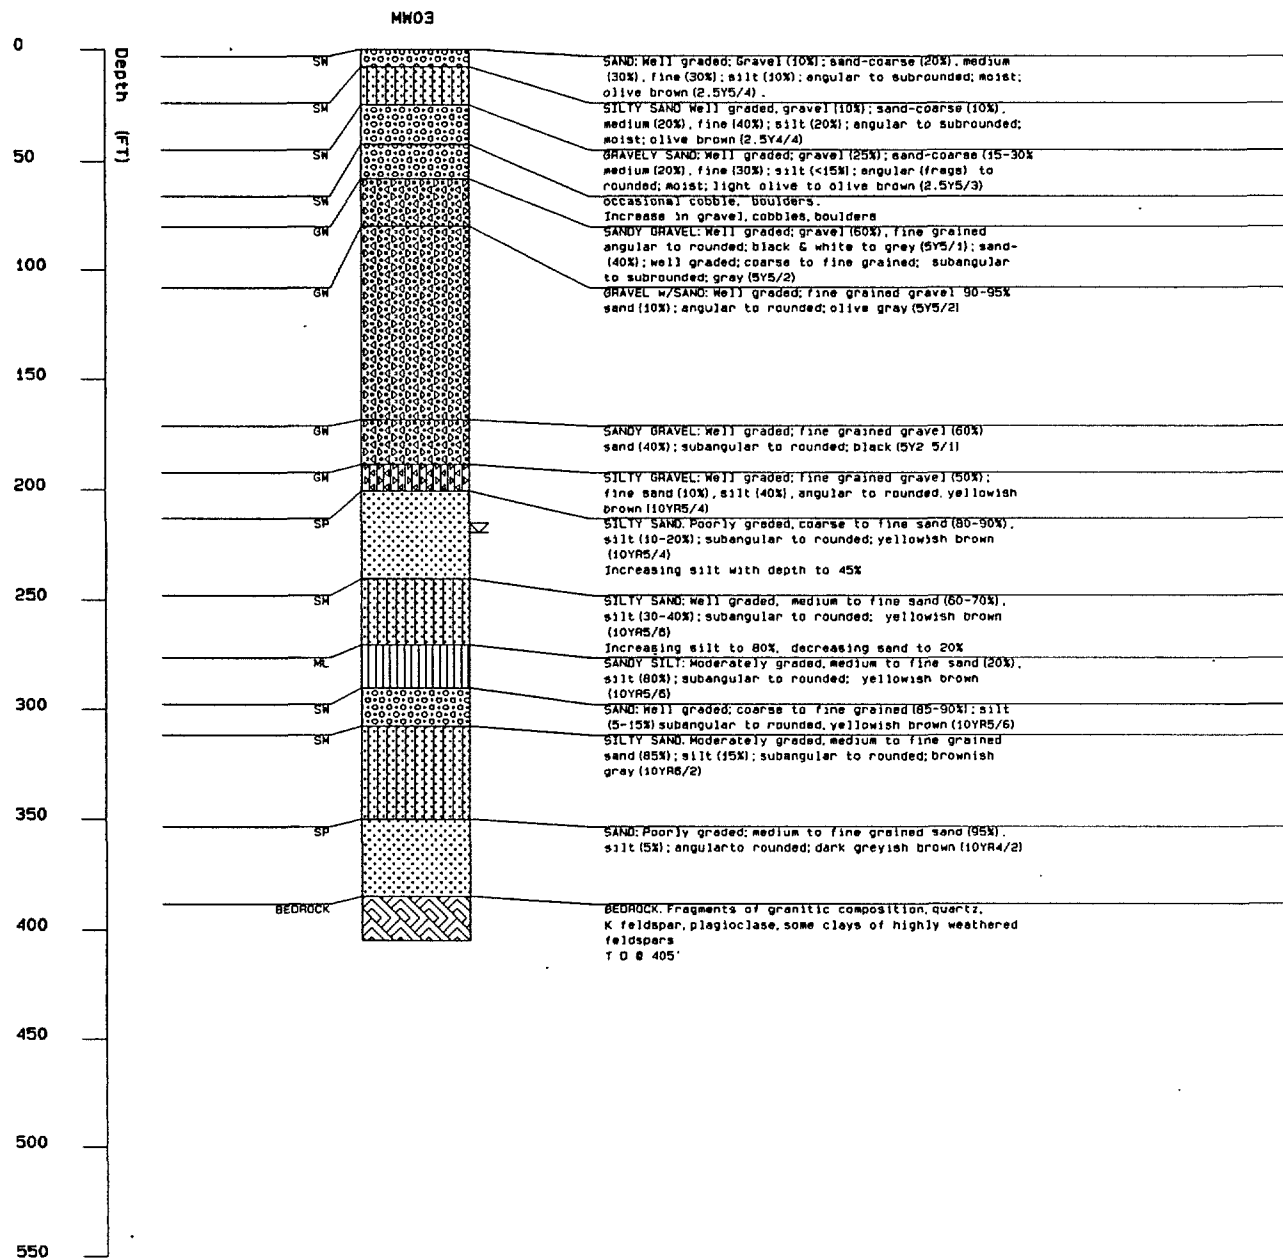 MW03
0
Depth (FT)
50
100
150
200
250
300
350
400
450
500
550
SW
SAND: Well graded; Gravel (10%); sand-coarse (20%), medium
(30%), fine (30%); silt (10%); angular to subrounded; moist;
olive brown (2.5Y5/4).
SM
SILTY SAND Well graded, gravel (10%); sand-coarse (10%),
medium (20%), fine (40%); silt (20%); angular to subrounded;
moist; olive brown (2.5Y4/4)
SW
GRAVELY SAND: Well graded; gravel (25%); sand-coarse (15-30%
medium (20%), fine (30%); silt (<15%); angular (frags) to
rounded; moist; light olive to olive brown (2.5Y5/3)
occasional cobble, boulders.
SW
Increase in gravel, cobbles, boulders
GW
SANDY GRAVEL: Well graded; gravel (60%), fine grained
angular to rounded; black & white to grey (5Y5/1); sand-
(40%); well graded; coarse to fine grained; subangular
to subrounded; gray (5Y5/2)
GW
GRAVEL w/SAND: Well graded; fine grained gravel 90-95%
sand (10%); angular to rounded; olive gray (5Y5/2)
GW
SANDY GRAVEL: Well graded; fine grained gravel (60%)
sand (40%); subangular to rounded; black (5Y2 5/1)
GM
SILTY GRAVEL: Well graded; fine grained gravel (50%);
fine sand (10%), silt (40%), angular to rounded, yellowish
brown (10YR5/4)
SP
SILTY SAND. Poorly graded, coarse to fine sand (80-90%),
silt (10-20%); subangular to rounded; yellowish brown
(10YR5/4)
Increasing silt with depth to 45%
SM
SILTY SAND: Well graded, medium to fine sand (60-70%),
silt (30-40%); subangular to rounded; yellowish brown
(10YR5/6)
Increasing silt to 80%, decreasing sand to 20%
ML
SANDY SILT: Moderately graded, medium to fine sand (20%),
silt (80%); subangular to rounded; yellowish brown
(10YR5/6)
SW
SAND: Well graded; coarse to fine grained (85-90%); silt
(5-15%) subangular to rounded, yellowish brown (10YR5/6)
SM
SILTY SAND. Moderately graded, medium to fine grained
sand (85%); silt (15%); subangular to rounded; brownish
gray (10YR6/2)
SP
SAND: Poorly graded; medium to fine grained sand (95%),
silt (5%); angularto rounded; dark greyish brown (10YR4/2)
BEDROCK
BEDROCK. Fragments of granitic composition, quartz,
K feldspar, plagioclase, some clays of highly weathered
feldspars
T D @ 405'